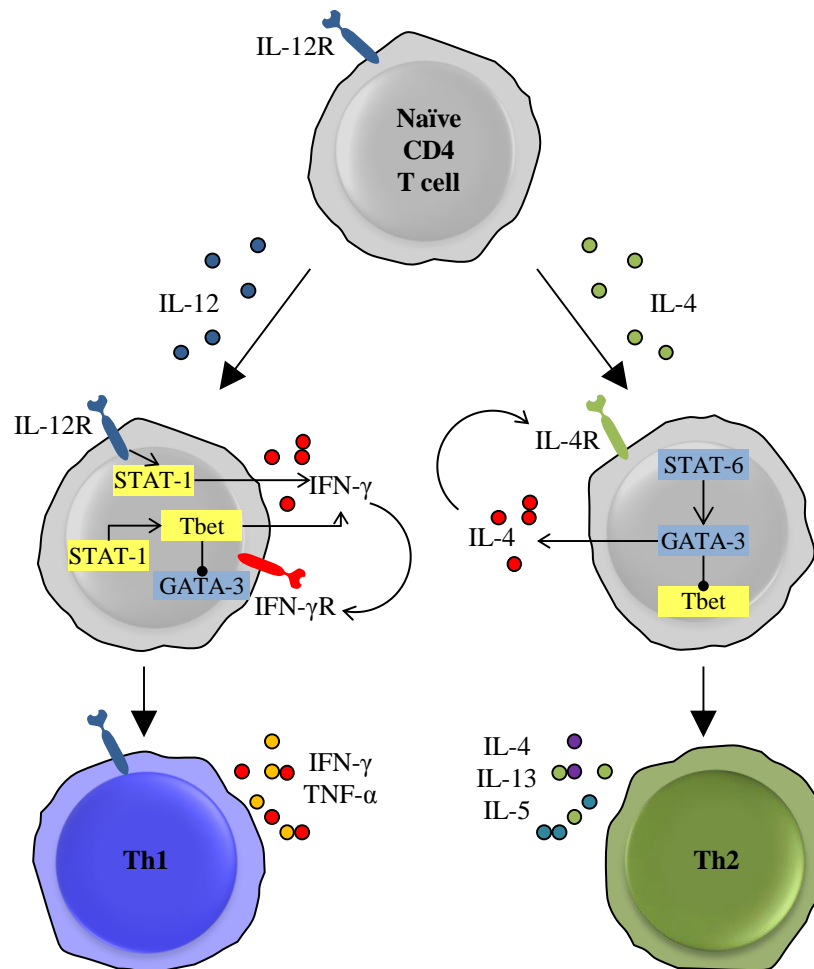 IL-12R
Naïve
CD4
T cell
IL-12
IL-4
IL-12R
STAT-1
IFN-γ
STAT-1
Tbet
GATA-3
IFN-γR
IL-4R
STAT-6
IL-4
GATA-3
Tbet
IFN-γ
TNF-α
Th1
IL-4
IL-13
IL-5
Th2